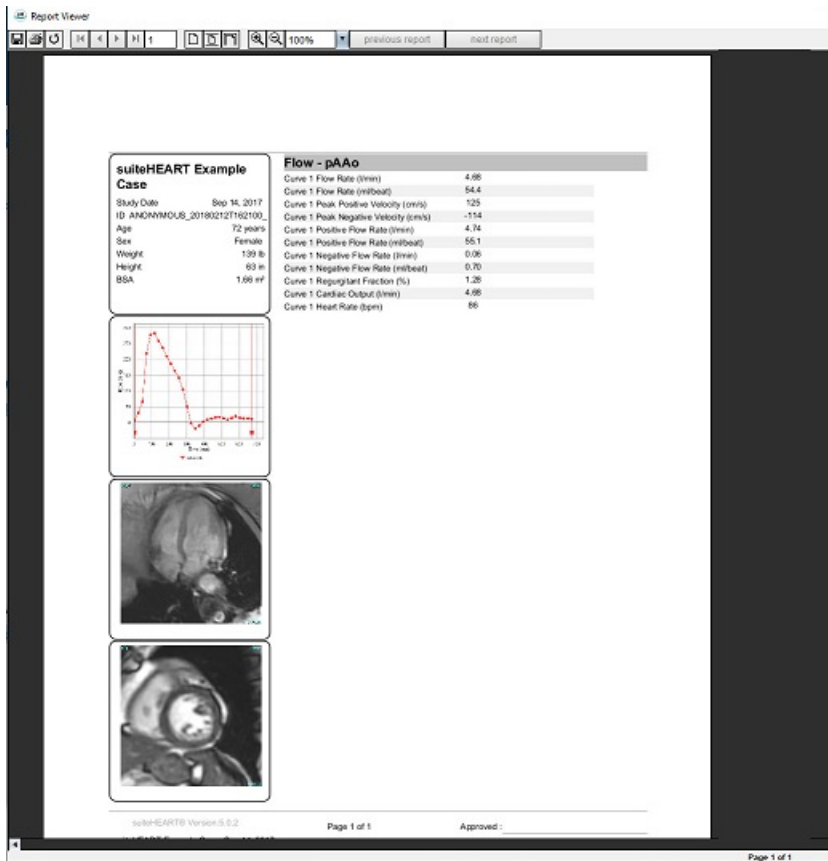 Report Viewer
1 100% previous report next report
suiteHEART Example Case
Study Date Sep 14, 2017
ID ANONYMOUS_20180212T162100_
Age 72 years
Sex Female
Weight 139 lb
Height 63 in
BSA 1.66 m²
Flow - pAAo
Curve 1 Flow Rate (l/min) 4.68
Curve 1 Flow Rate (ml/beat) 54.4
Curve 1 Peak Positive Velocity (cm/s) 125
Curve 1 Peak Negative Velocity (cm/s) -114
Curve 1 Positive Flow Rate (l/min) 4.74
Curve 1 Positive Flow Rate (ml/beat) 55.1
Curve 1 Negative Flow Rate (l/min) 0.06
Curve 1 Negative Flow Rate (ml/beat) 0.70
Curve 1 Regurgitant Fraction (%) 1.28
Curve 1 Cardiac Output (l/min) 4.68
Curve 1 Heart Rate (bpm) 86
suiteHEART® Version 5.0.2
Page 1 of 1
Approved :
Page 1 of 1